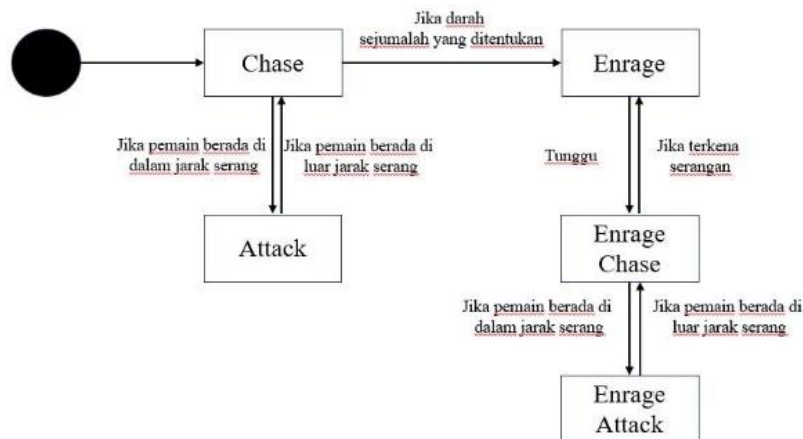 Jika darah
sejumalah yang ditentukan
Chase
Enrage
Jika pemain berada di
dalam jarak serang
Jika pemain berada di
luar jarak serang
Tunggu
Jika terkena
serangan
Attack
Enrage
Chase
Jika pemain berada di
dalam jarak serang
Jika pemain berada di
luar jarak serang
Enrage
Attack